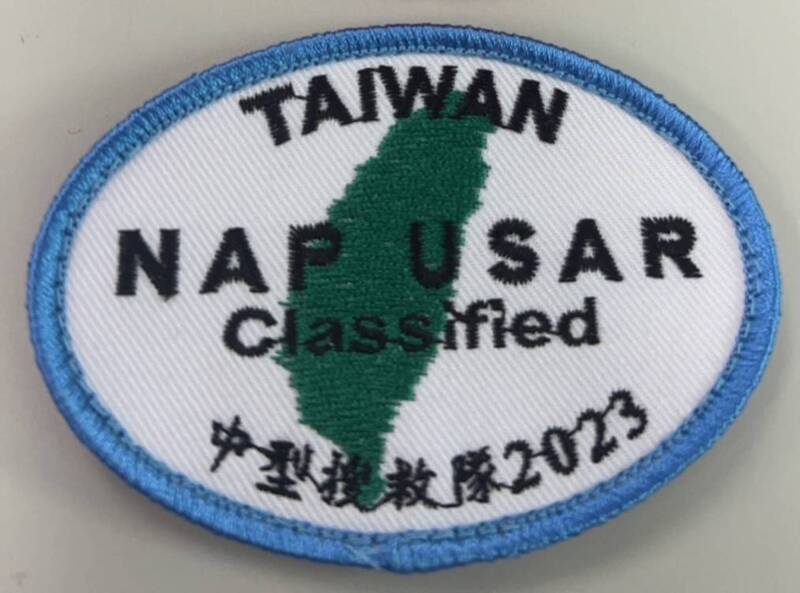 TAIWAN
NAP USAR
Classified
中型搜救隊2023